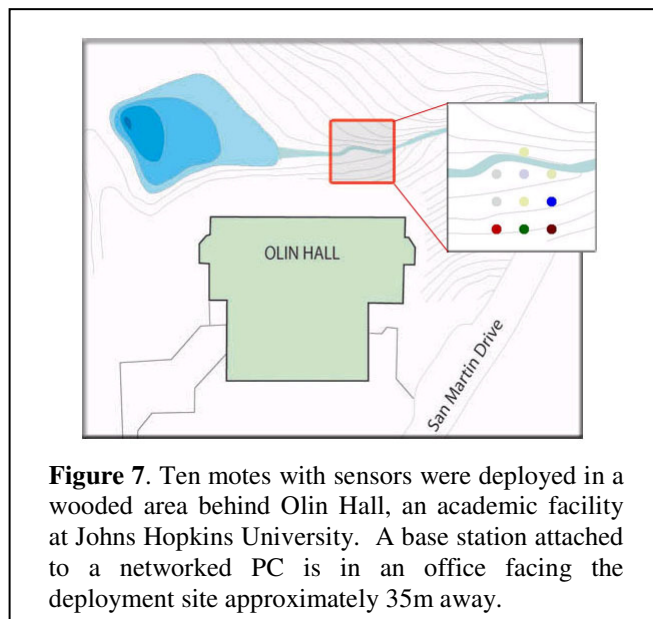 OLIN HALL
San Martin Drive
Figure 7. Ten motes with sensors were deployed in a
wooded area behind Olin Hall, an academic facility
at Johns Hopkins University. A base station attached
to a networked PC is in an office facing the
deployment site approximately 35m away.